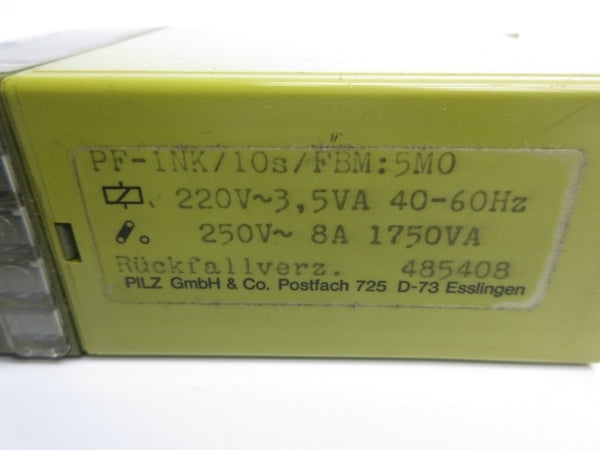 PF-1NK/10s/FBM:5M0
220V~3,5VA 40-60Hz
250V~ 8A 1750VA
Rückfallverz. 485408
PILZ GmbH & Co. Postfach 725 D-73 Esslingen